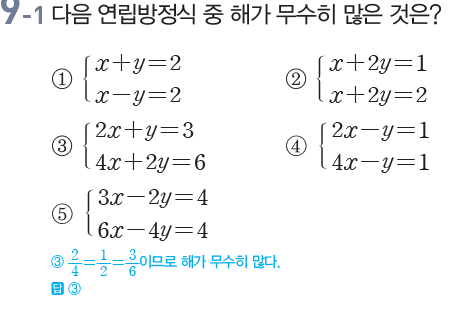 9-1 다음 연립방정식 중 해가 무수히 많은 것은?
① { x+y=2
x-y=2
② { x+2y=1
x+2y=2
③ { 2x+y=3
4x+2y=6
④ { 2x-y=1
4x-y=1
⑤ { 3x-2y=4
6x-4y=4
③ 2/4=1/2=3/6이므로 해가 무수히 많다.
답 ③